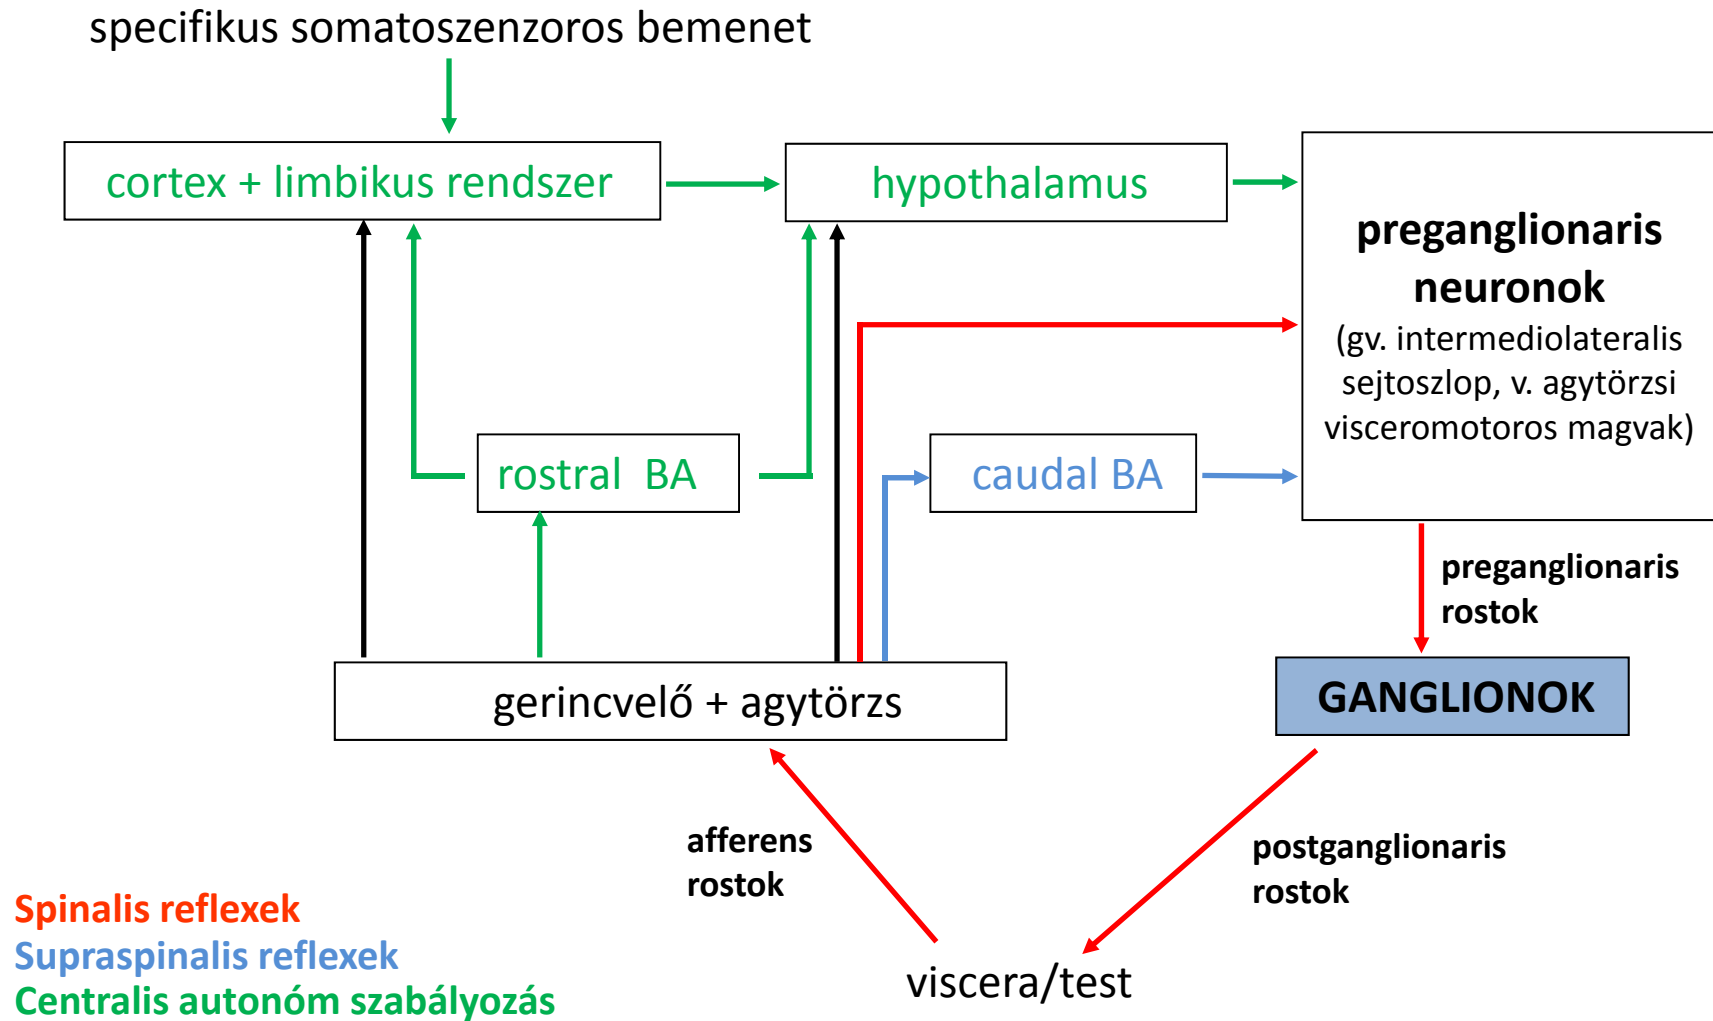 specifikus somatoszenzoros bemenet
cortex + limbikus rendszer
hypothalamus
preganglionaris
neuronok
(gv. intermediolateralis
sejtoszlop, v. agytörzsi
visceromotoros magvak)
rostral BA
caudal BA
preganglionaris
rostok
gerincvelő + agytörzs
GANGLIONOK
afferens
rostok
postganglionaris
rostok
viscera/test
Spinalis reflexek
Supraspinalis reflexek
Centralis autonóm szabályozás